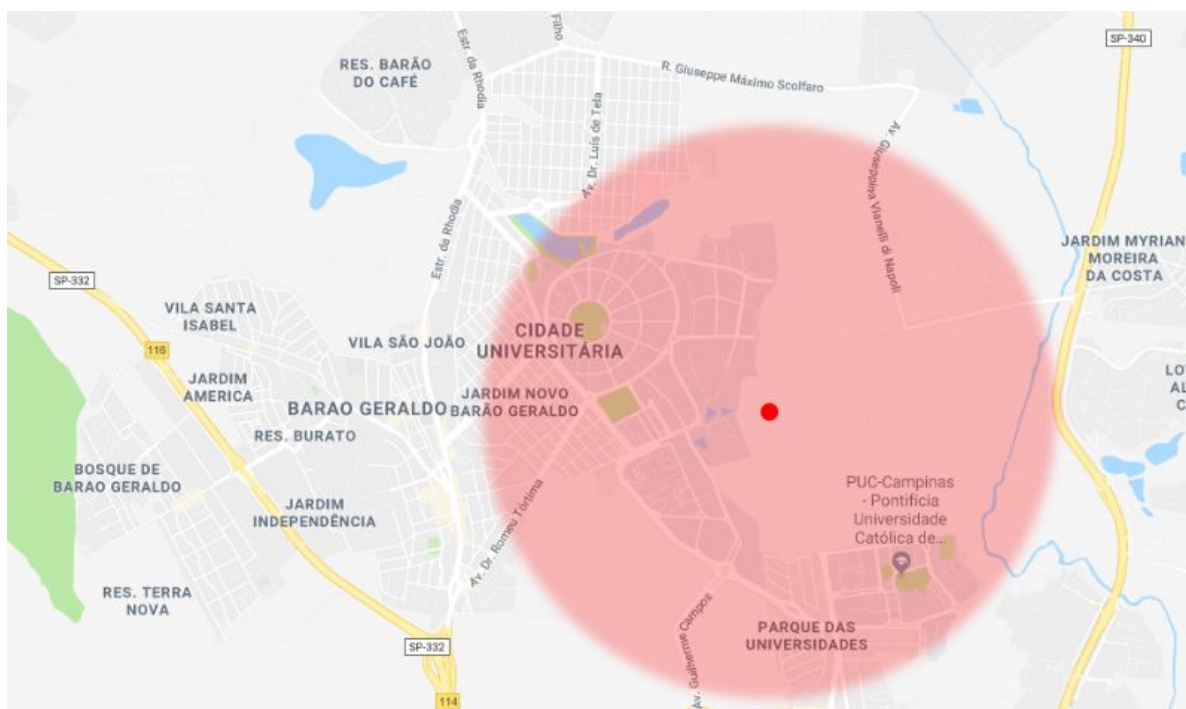 Filho
SP-340
Estr. da Rhodia
RES. BARÃO
DO CAFÉ
R. Giuseppe Máximo Scolfaro
Av. Dr. Luís de Tela
Av. Giuseppina Vianelli di Napoli
Estr. da Rhodia
JARDIM MYRIAN
MOREIRA
DA COSTA
SP-332
VILA SANTA
ISABEL
CIDADE
UNIVERSITÁRIA
VILA SÃO JOÃO
116
JARDIM
AMERICA
JARDIM NOVO
BARÃO GERALDO
BARAO GERALDO
LO
AL
C
RES. BURATO
BOSQUE DE
BARAO GERALDO
PUC-Campinas
- Pontifícia
Universidade
Católica de...
JARDIM
INDEPENDÊNCIA
Av. Dr. Romeu Tórtima
RES. TERRA
NOVA
Av. Guilherme Campos
PARQUE DAS
UNIVERSIDADES
SP-332
114